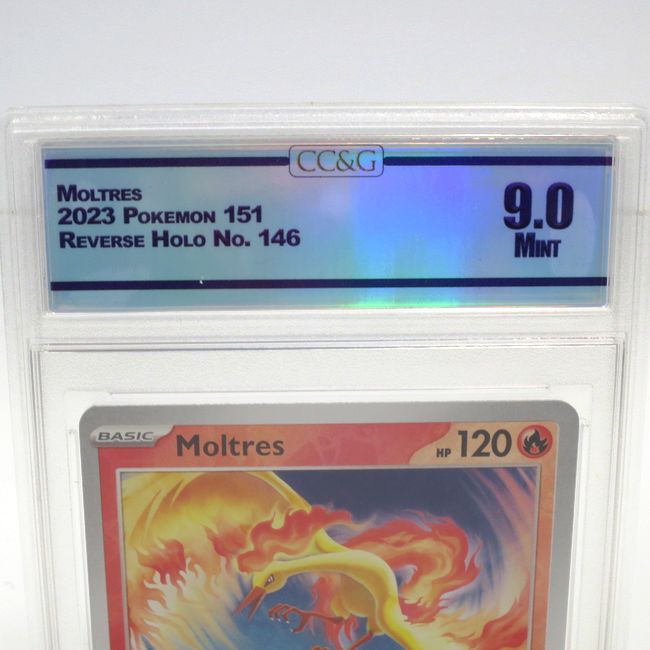 CC&G
MOLTRES
2023 POKEMON 151
REVERSE HOLO NO. 146
9.0
MINT
BASIC
Moltres
HP 120